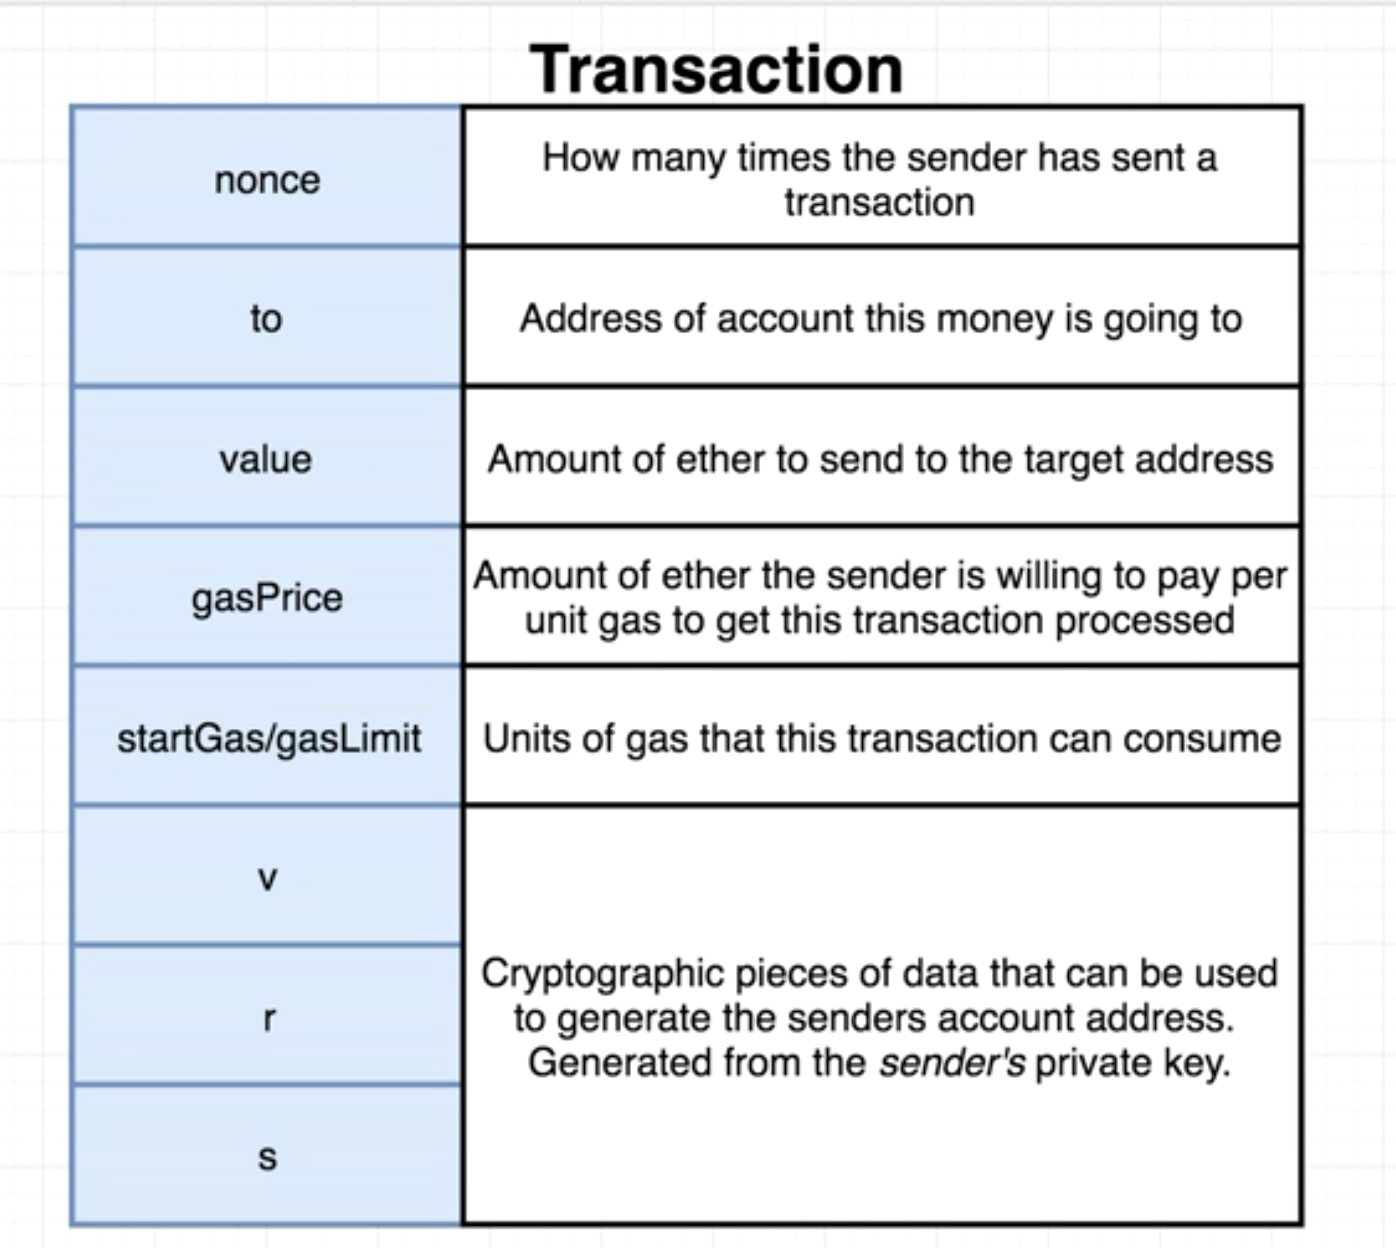 Transaction
nonce
How many times the sender has sent a
transaction
to
Address of account this money is going to
value
Amount of ether to send to the target address
gasPrice
Amount of ether the sender is willing to pay per
unit gas to get this transaction processed
startGas/gasLimit
Units of gas that this transaction can consume
v
r
s
Cryptographic pieces of data that can be used
to generate the senders account address.
Generated from the sender's private key.